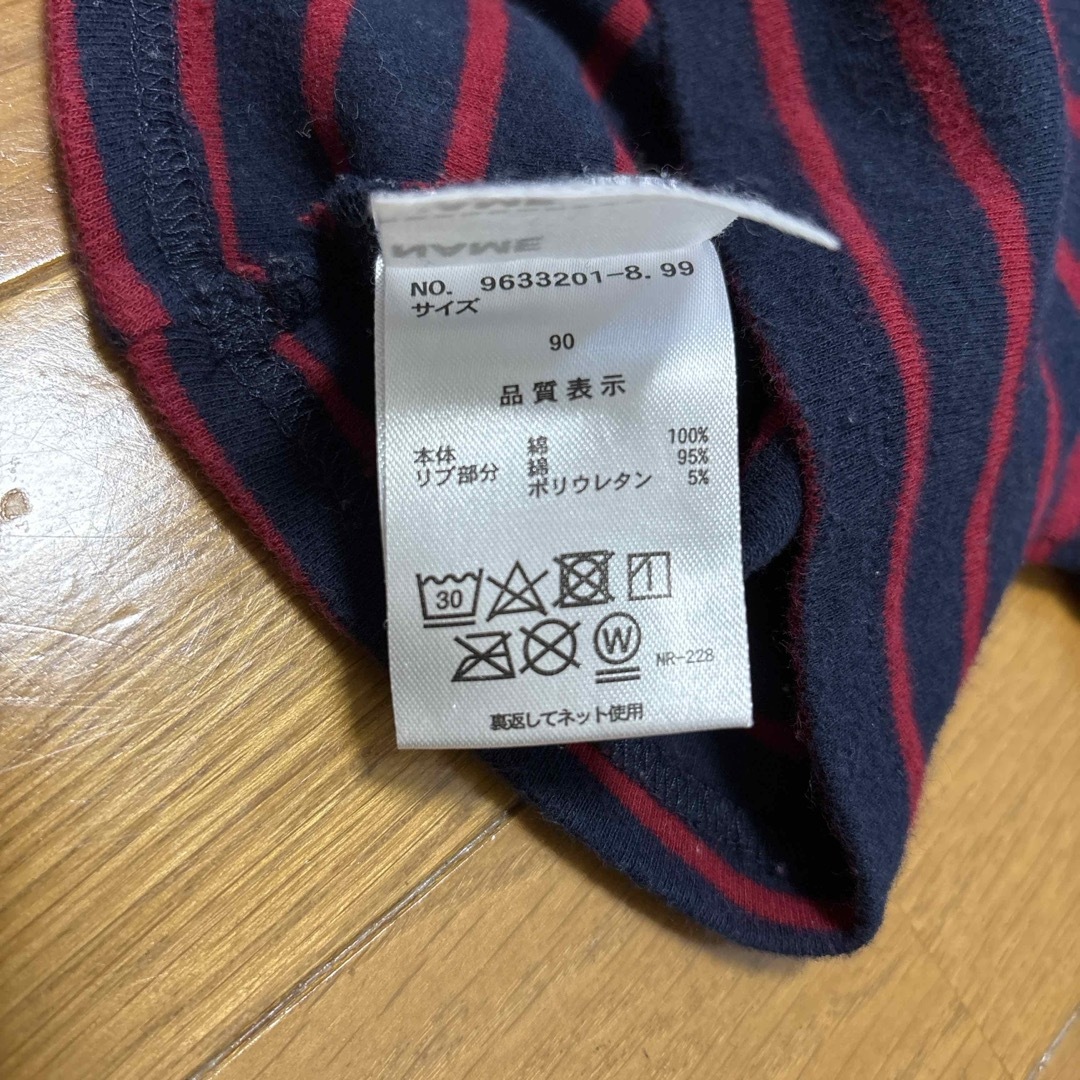 NAME
NO. 9633201-8.99
サイズ
90
品質表示
本体 綿 100%
リブ部分 綿 95%
ポリウレタン 5%
30
W
NR-228
裏返してネット使用